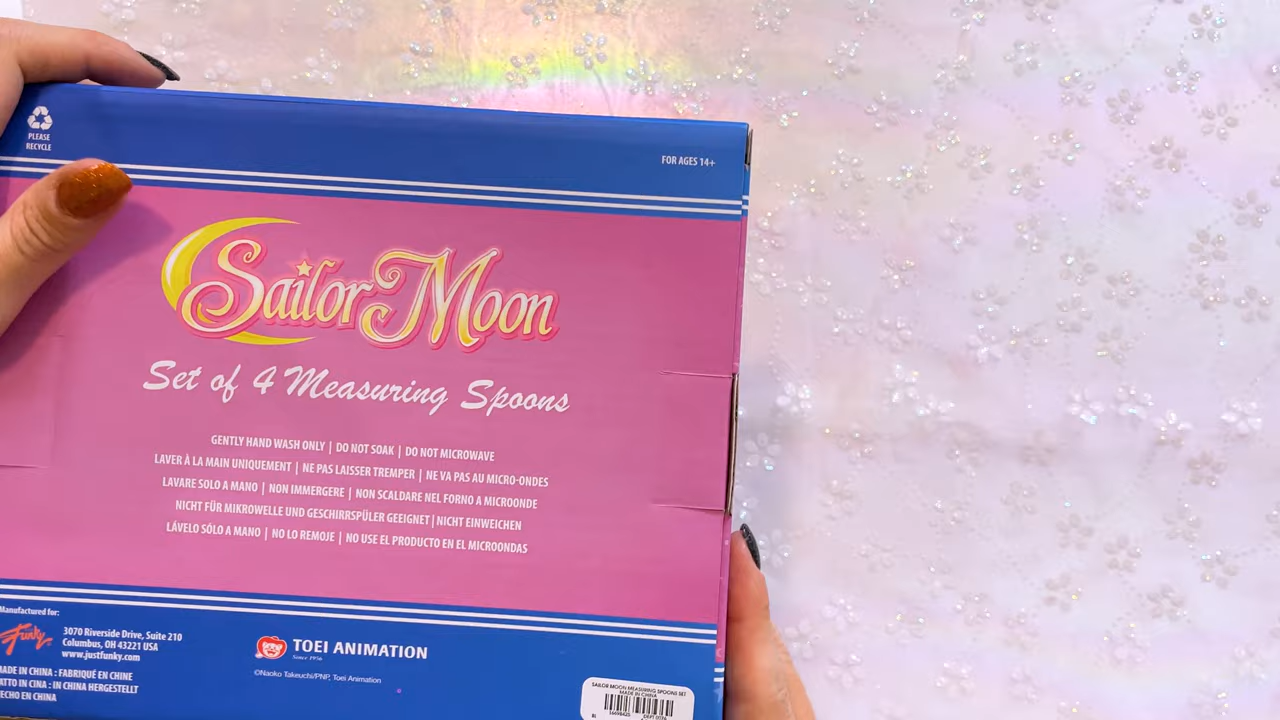 PLEASE
RECYCLE
FOR AGES 14+
Sailor Moon
Set of 4 Measuring Spoons
GENTLY HAND WASH ONLY | DO NOT SOAK | DO NOT MICROWAVE
LAVER À LA MAIN UNIQUEMENT | NE PAS LAISSER TREMPER | NE VA PAS AU MICRO-ONDES
LAVARE SOLO A MANO | NON IMMERGERE | NON SCALDARE NEL FORNO A MICROONDE
NICHT FÜR MIKROWELLE UND GESCHIRRSPÜLER GEEIGNET | NICHT EINWEICHEN
LÁVELO SÓLO A MANO | NO LO REMOJE | NO USE EL PRODUCTO EN EL MICROONDAS
Manufactured for:
Funky
3070 Riverside Drive, Suite 210
Columbus, OH 43221 USA
www.justfunky.com
MADE IN CHINA : FABRIQUÉ EN CHINE
FATTO IN CINA : IN CHINA HERGESTELLT
HECHO EN CHINA
TOEI ANIMATION
Since 1956
©Naoko Takeuchi/PNP, Toei Animation
SAILOR MOON MEASURING SPOONS SET
MADE IN CHINA